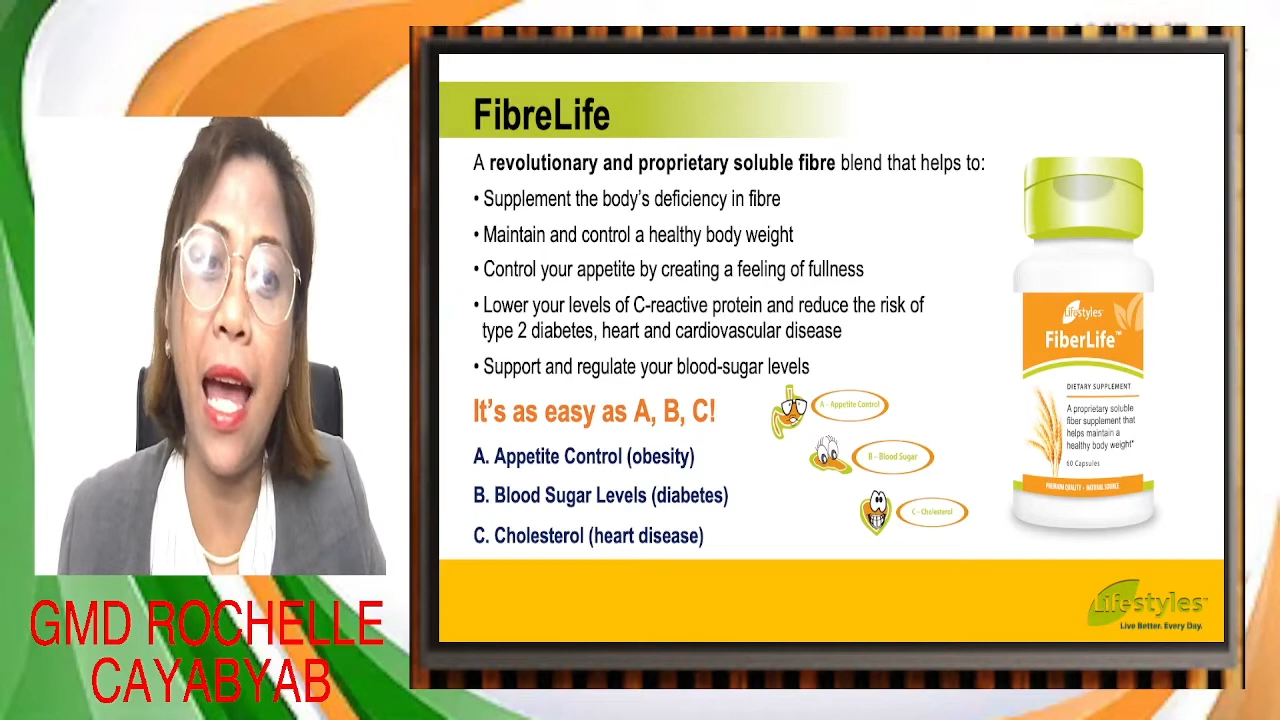 FibreLife
A revolutionary and proprietary soluble fibre blend that helps to:
• Supplement the body's deficiency in fibre
• Maintain and control a healthy body weight
• Control your appetite by creating a feeling of fullness
• Lower your levels of C-reactive protein and reduce the risk of
type 2 diabetes, heart and cardiovascular disease
• Support and regulate your blood-sugar levels
It's as easy as A, B, C!
A. Appetite Control (obesity)
B. Blood Sugar Levels (diabetes)
C. Cholesterol (heart disease)
A - Appetite Control
B - Blood Sugar
C - Cholesterol
Lifestyles
FiberLife™
DIETARY SUPPLEMENT
A proprietary soluble
fiber supplement that
helps maintain a
healthy body weight*
60 Capsules
PREMIUM QUALITY • NATURAL SOURCE
Lifestyles™
Live Better. Every Day.
GMD ROCHELLE
CAYABYAB